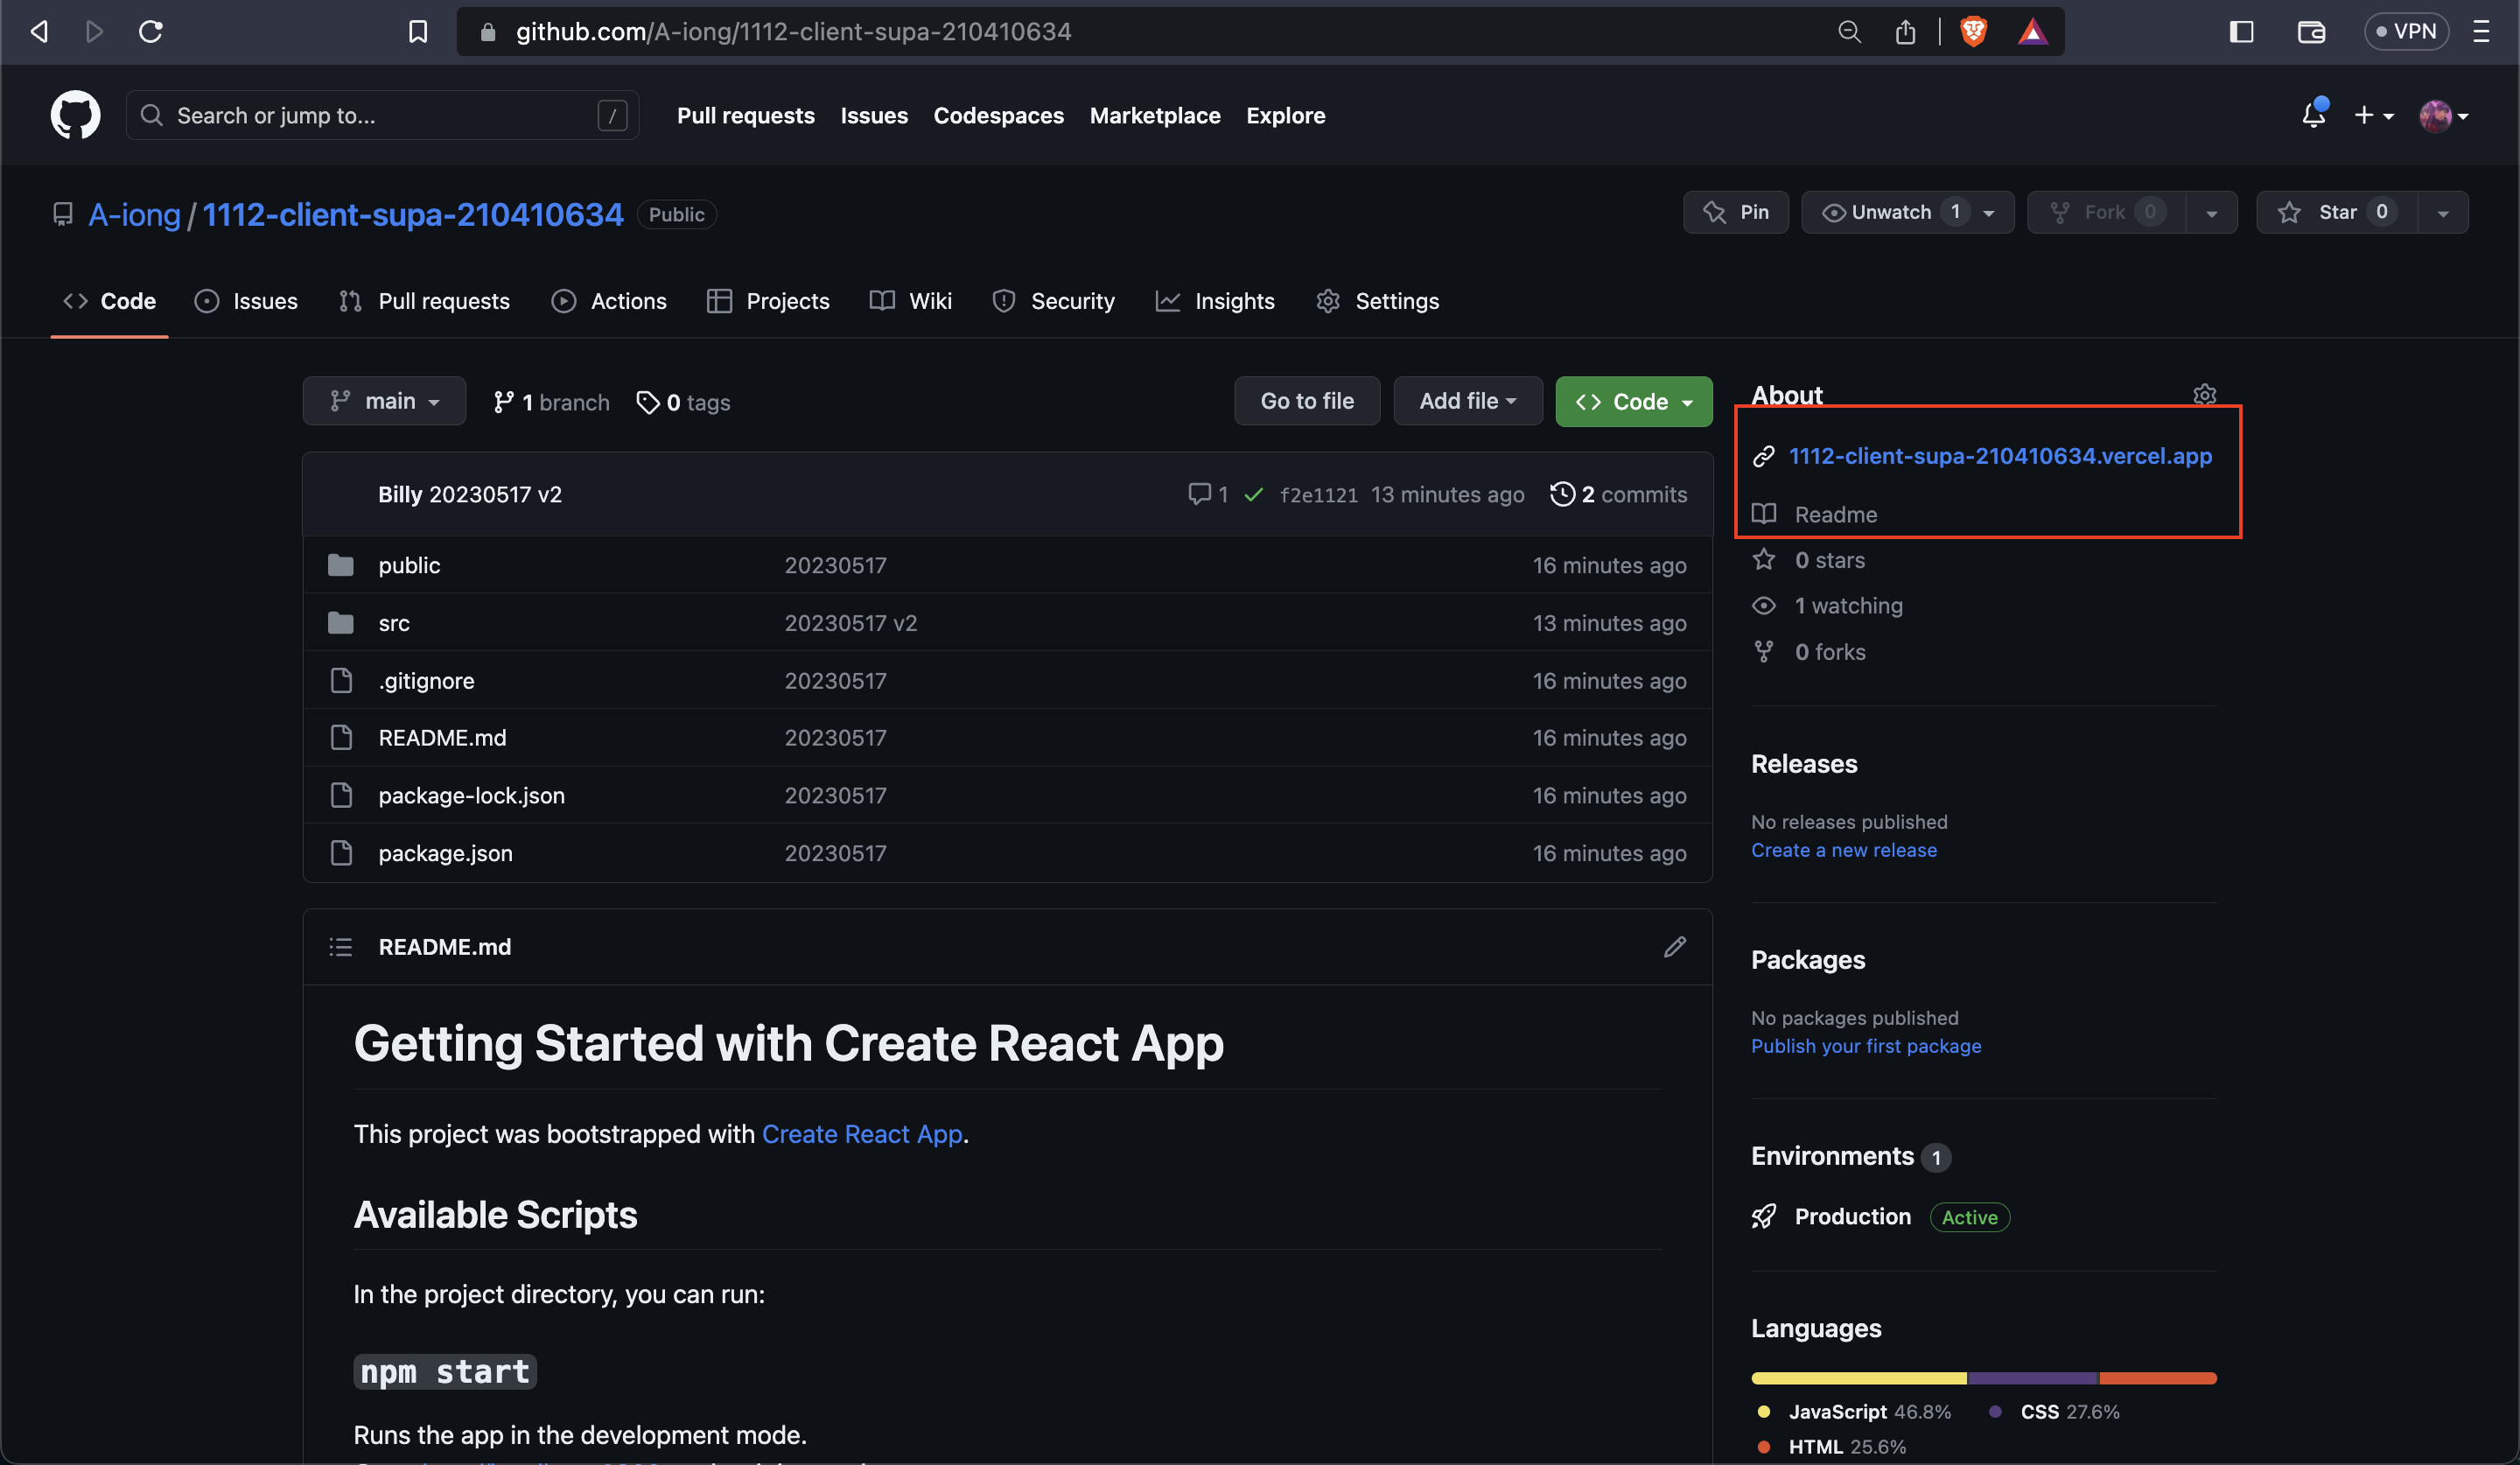 github.com/A-iong/1112-client-supa-210410634
VPN
Search or jump to...
/
Pull requests
Issues
Codespaces
Marketplace
Explore
A-iong / 1112-client-supa-210410634
Public
Pin
Unwatch 1
Fork 0
Star 0
Code
Issues
Pull requests
Actions
Projects
Wiki
Security
Insights
Settings
main
1 branch
0 tags
Go to file
Add file
Code
Billy 20230517 v2
1
f2e1121 13 minutes ago
2 commits
public 20230517 16 minutes ago
src 20230517 v2 13 minutes ago
.gitignore 20230517 16 minutes ago
README.md 20230517 16 minutes ago
package-lock.json 20230517 16 minutes ago
package.json 20230517 16 minutes ago
README.md
Getting Started with Create React App
This project was bootstrapped with Create React App.
Available Scripts
In the project directory, you can run:
npm start
Runs the app in the development mode.
About
1112-client-supa-210410634.vercel.app
Readme
0 stars
1 watching
0 forks
Releases
No releases published
Create a new release
Packages
No packages published
Publish your first package
Environments 1
Production Active
Languages
JavaScript 46.8%
CSS 27.6%
HTML 25.6%